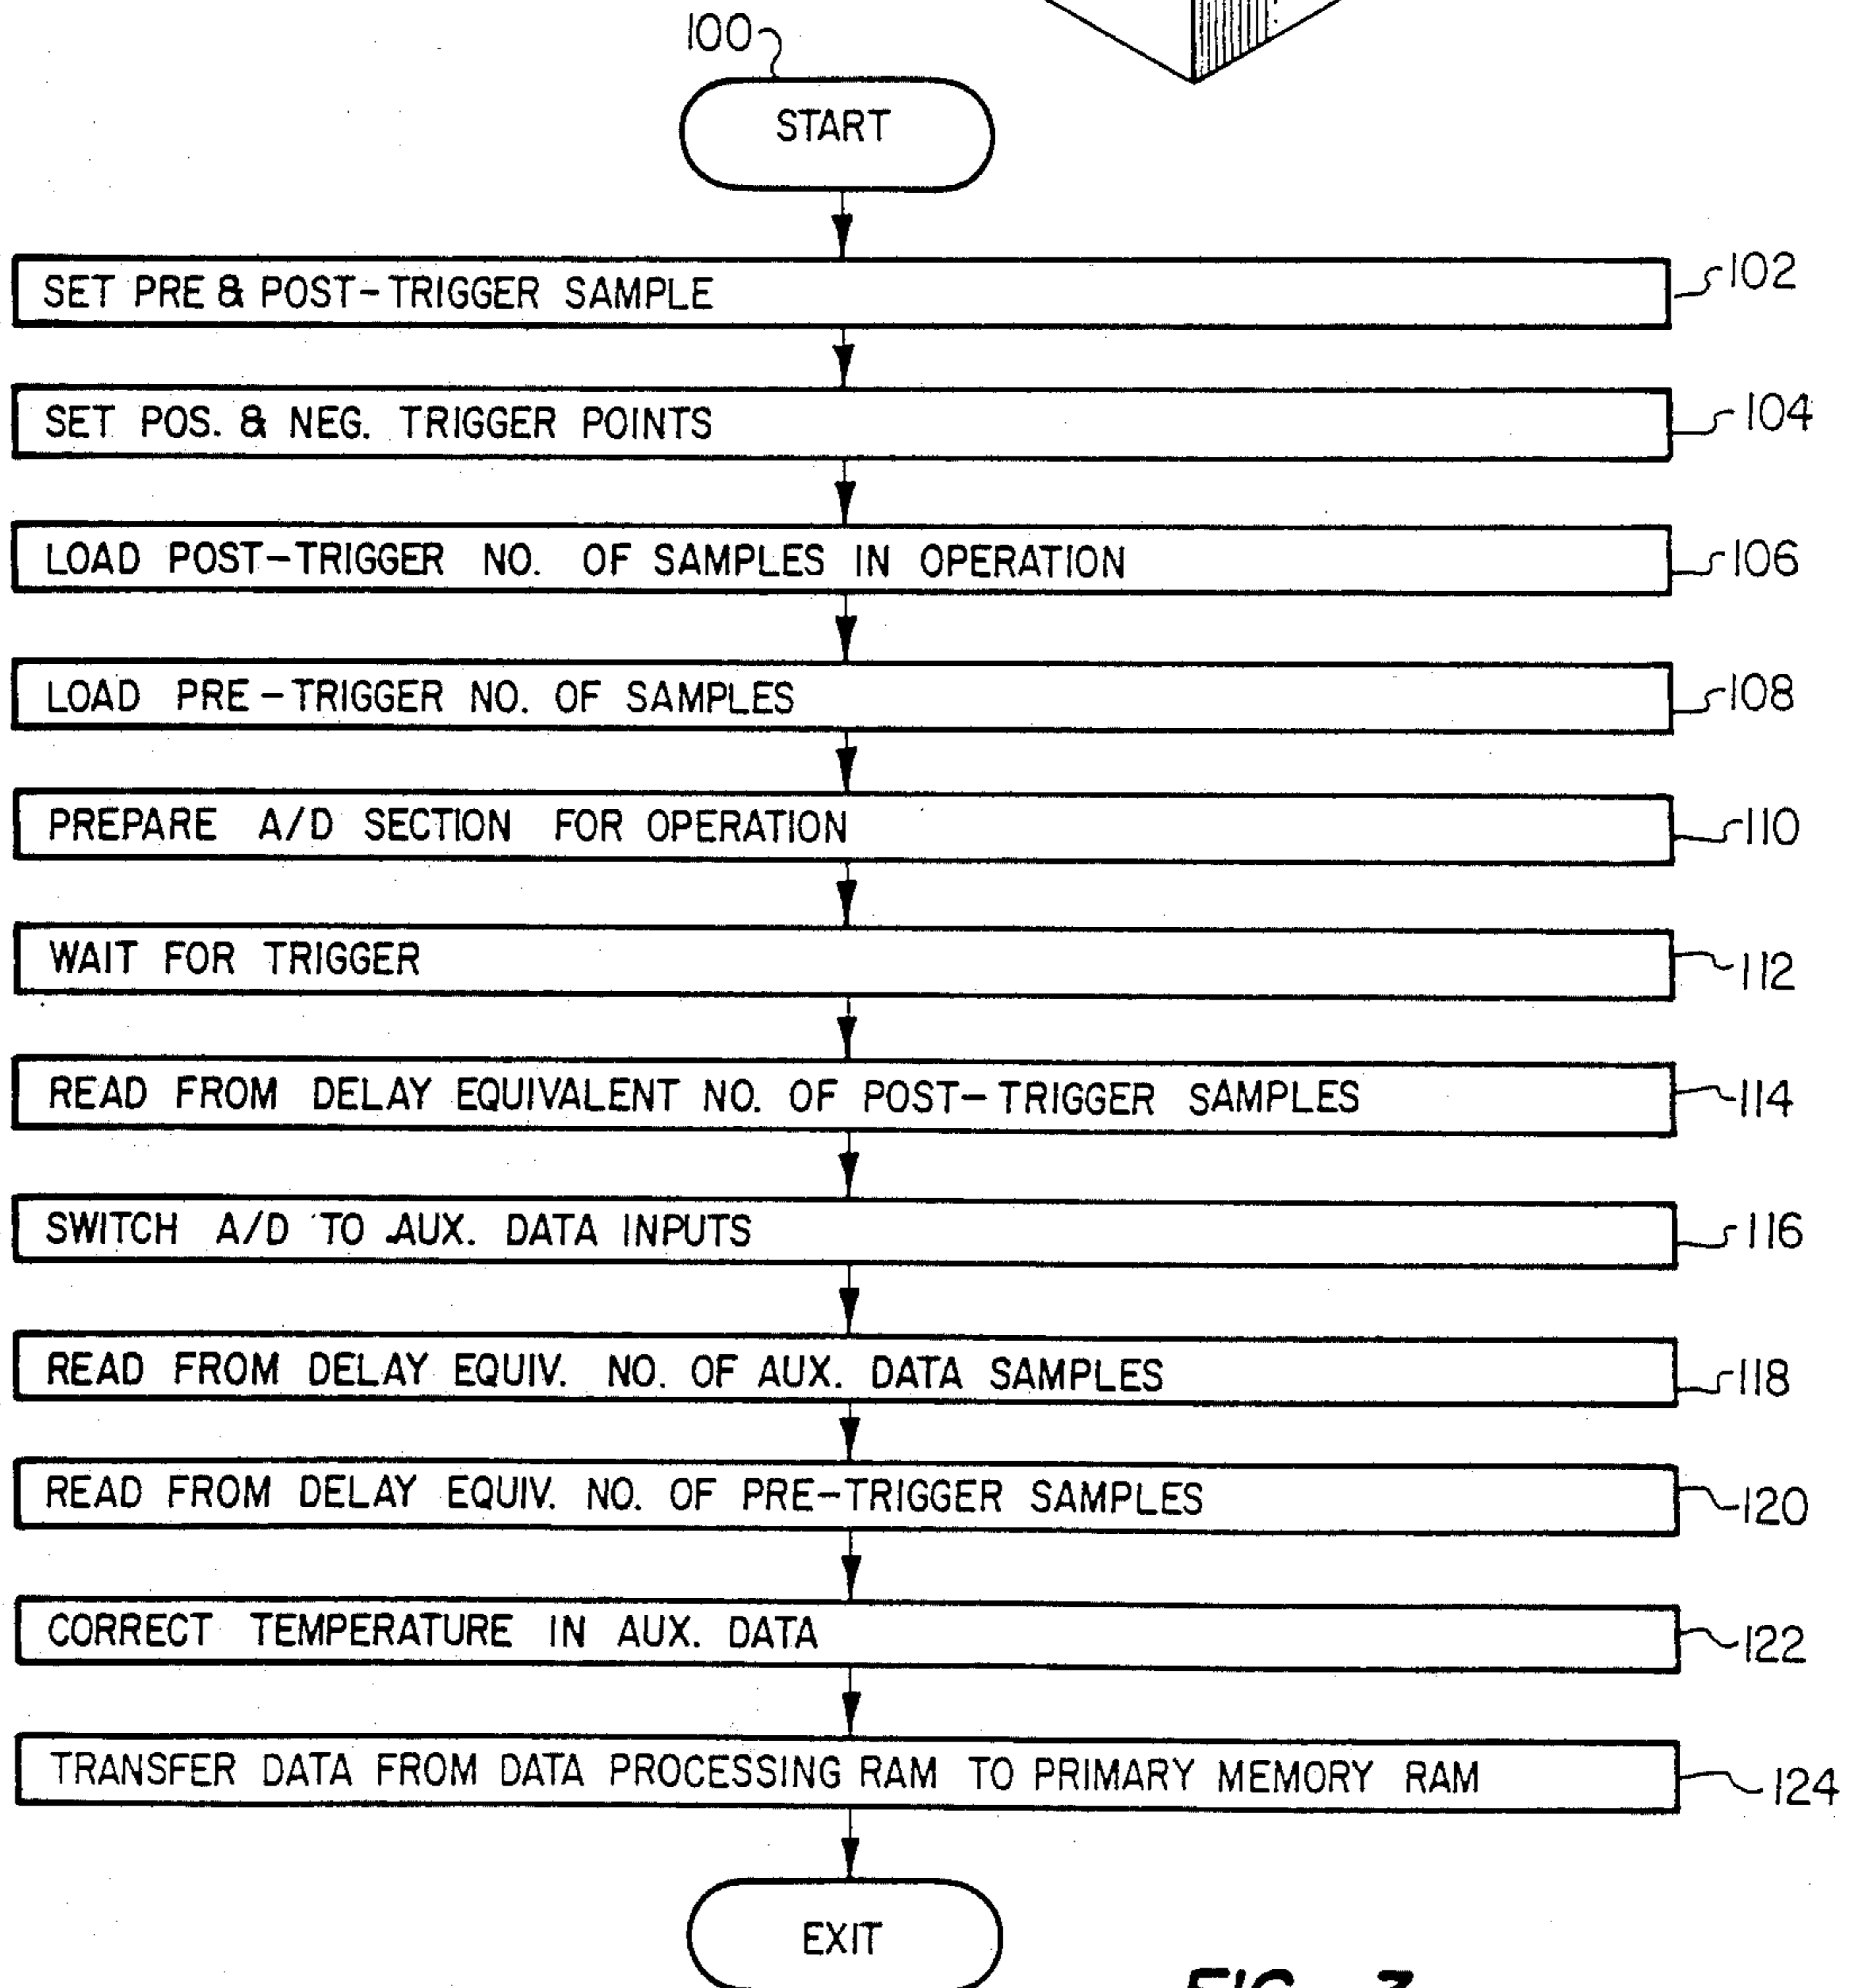 100
START
SET PRE & POST-TRIGGER SAMPLE 102
SET POS. & NEG. TRIGGER POINTS 104
LOAD POST-TRIGGER NO. OF SAMPLES IN OPERATION 106
LOAD PRE-TRIGGER NO. OF SAMPLES 108
PREPARE A/D SECTION FOR OPERATION 110
WAIT FOR TRIGGER 112
READ FROM DELAY EQUIVALENT NO. OF POST-TRIGGER SAMPLES 114
SWITCH A/D TO AUX. DATA INPUTS 116
READ FROM DELAY EQUIV. NO. OF AUX. DATA SAMPLES 118
READ FROM DELAY EQUIV. NO. OF PRE-TRIGGER SAMPLES 120
CORRECT TEMPERATURE IN AUX. DATA 122
TRANSFER DATA FROM DATA PROCESSING RAM TO PRIMARY MEMORY RAM 124
EXIT
FIG.